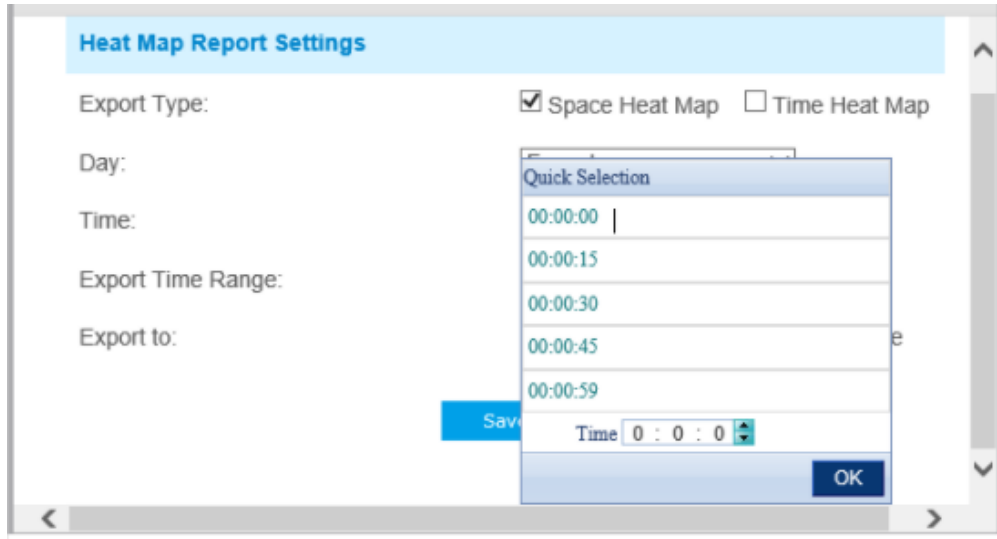 Heat Map Report Settings
Export Type:
Space Heat Map
Time Heat Map
Day:
Quick Selection
00:00:00
Time:
00:00:15
Export Time Range:
00:00:30
Export to:
00:00:45
e
00:00:59
Save
Time 0 : 0 : 0
OK